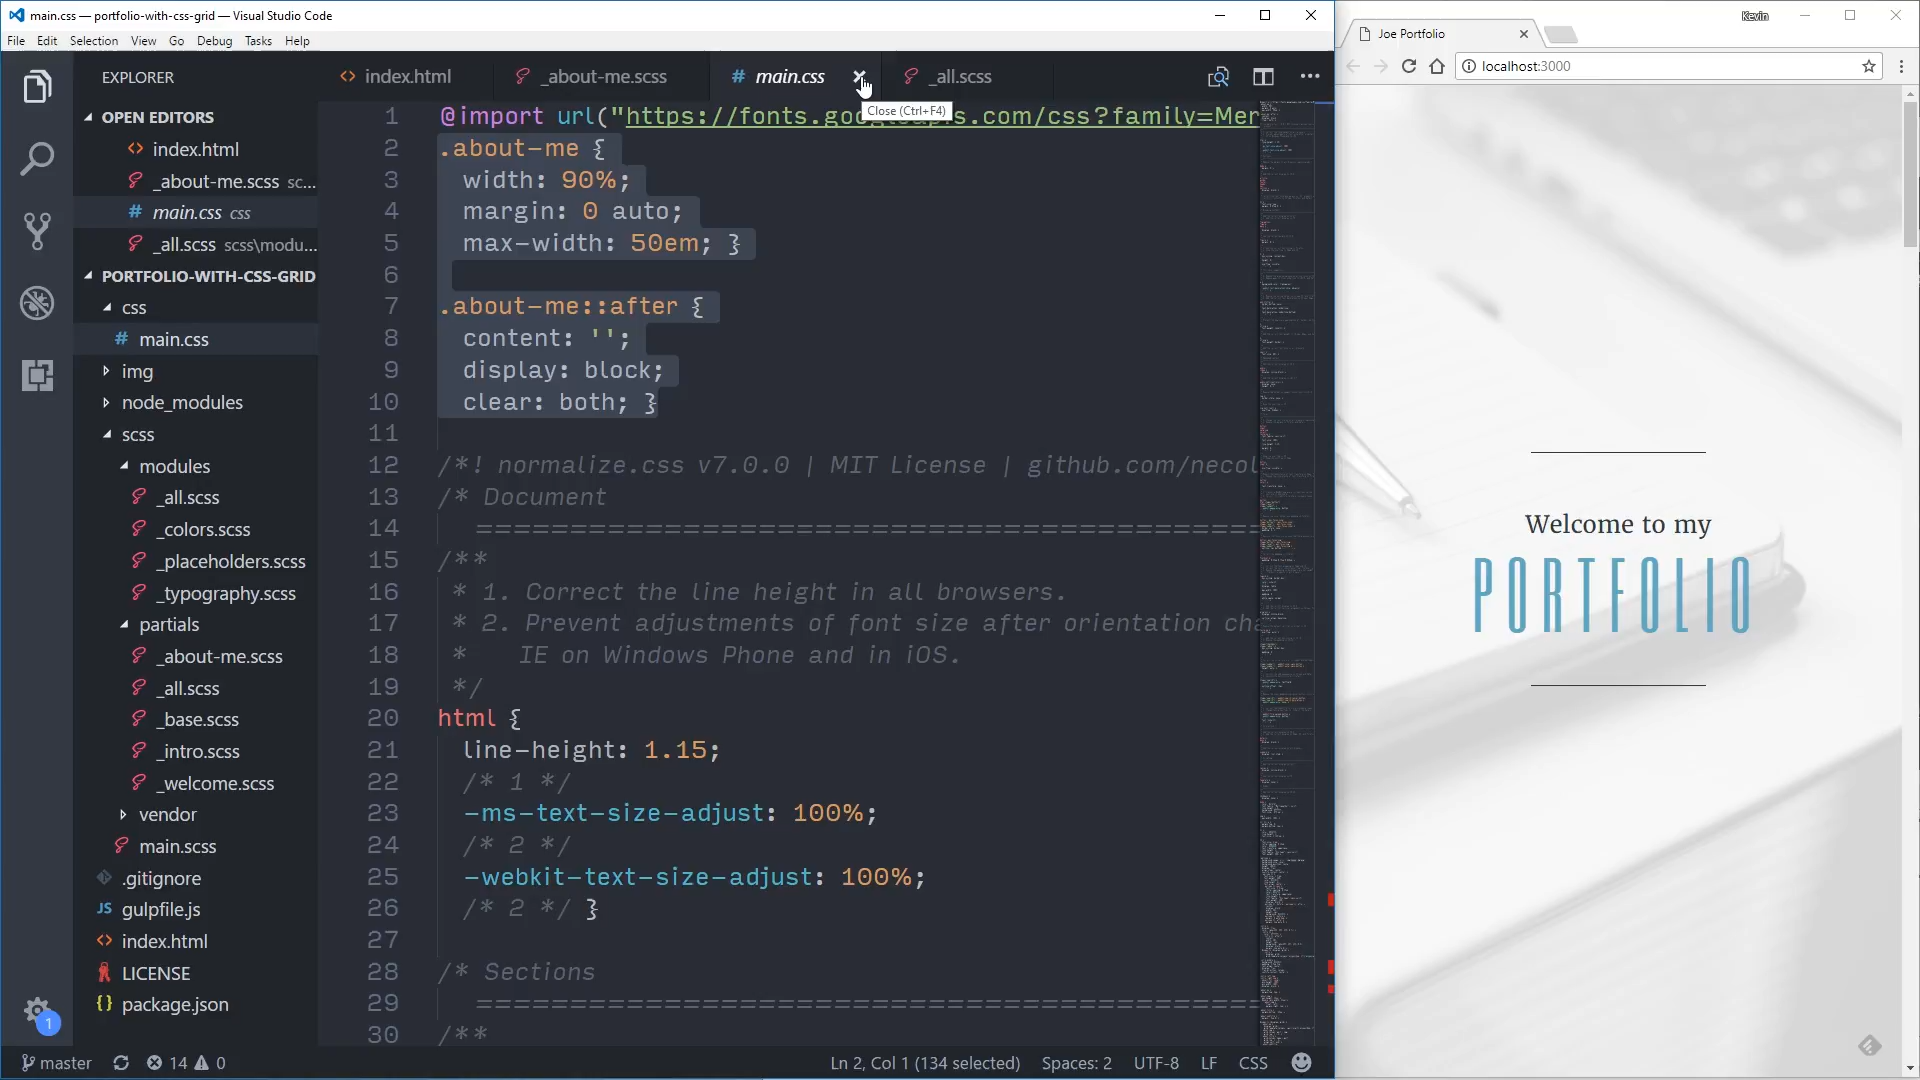 main.css — portfolio-with-css-grid — Visual Studio Code
File Edit Selection View Go Debug Tasks Help
EXPLORER
OPEN EDITORS
index.html
_about-me.scss sc...
main.css css
_all.scss scss\modu...
PORTFOLIO-WITH-CSS-GRID
css
main.css
img
node_modules
scss
modules
_all.scss
_colors.scss
_placeholders.scss
_typography.scss
partials
_about-me.scss
_all.scss
_base.scss
_intro.scss
_welcome.scss
vendor
main.scss
.gitignore
JS gulpfile.js
index.html
LICENSE
package.json
1
index.html _about-me.scss main.css _all.scss
Close (Ctrl+F4)
1 @import url("https://fonts.googleapis.com/css?family=Mer
2 .about-me {
3 width: 90%;
4 margin: 0 auto;
5 max-width: 50em; }
6
7 .about-me::after {
8 content: '';
9 display: block;
10 clear: both; }
11
12 /*! normalize.css v7.0.0 | MIT License | github.com/necol
13 /* Document
14 ======================================================
15 /**
16 * 1. Correct the line height in all browsers.
17 * 2. Prevent adjustments of font size after orientation cha
18 * IE on Windows Phone and in iOS.
19 */
20 html {
21 line-height: 1.15;
22 /* 1 */
23 -ms-text-size-adjust: 100%;
24 /* 2 */
25 -webkit-text-size-adjust: 100%;
26 /* 2 */ }
27
28 /* Sections
29 ======================================================
30 /**
master 14 0 Ln 2, Col 1 (134 selected) Spaces: 2 UTF-8 LF CSS
Kevin
Joe Portfolio
localhost:3000
Welcome to my
PORTFOLIO